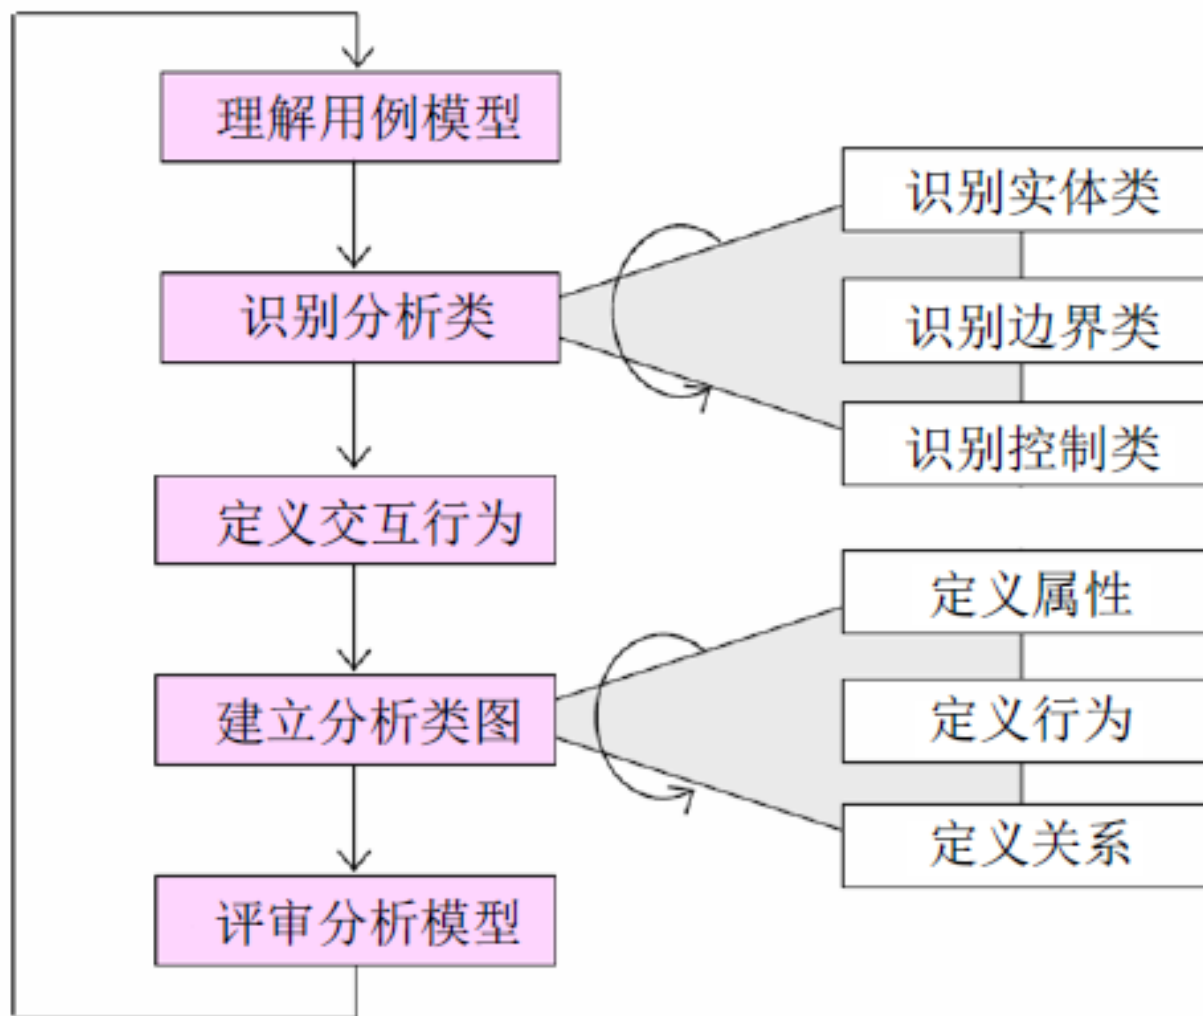 理解用例模型
识别分析类
定义交互行为
建立分析类图
评审分析模型
识别实体类
识别边界类
识别控制类
定义属性
定义行为
定义关系